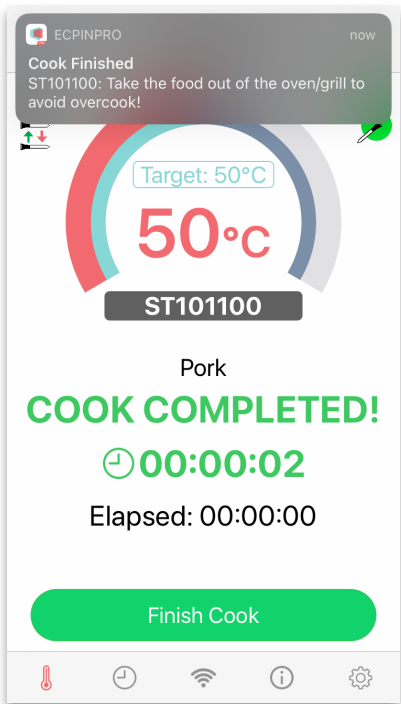 ECPINPRO now
Cook Finished
ST101100: Take the food out of the oven/grill to
avoid overcook!
Target: 50°C
50°C
ST101100
Pork
COOK COMPLETED!
00:00:02
Elapsed: 00:00:00
Finish Cook